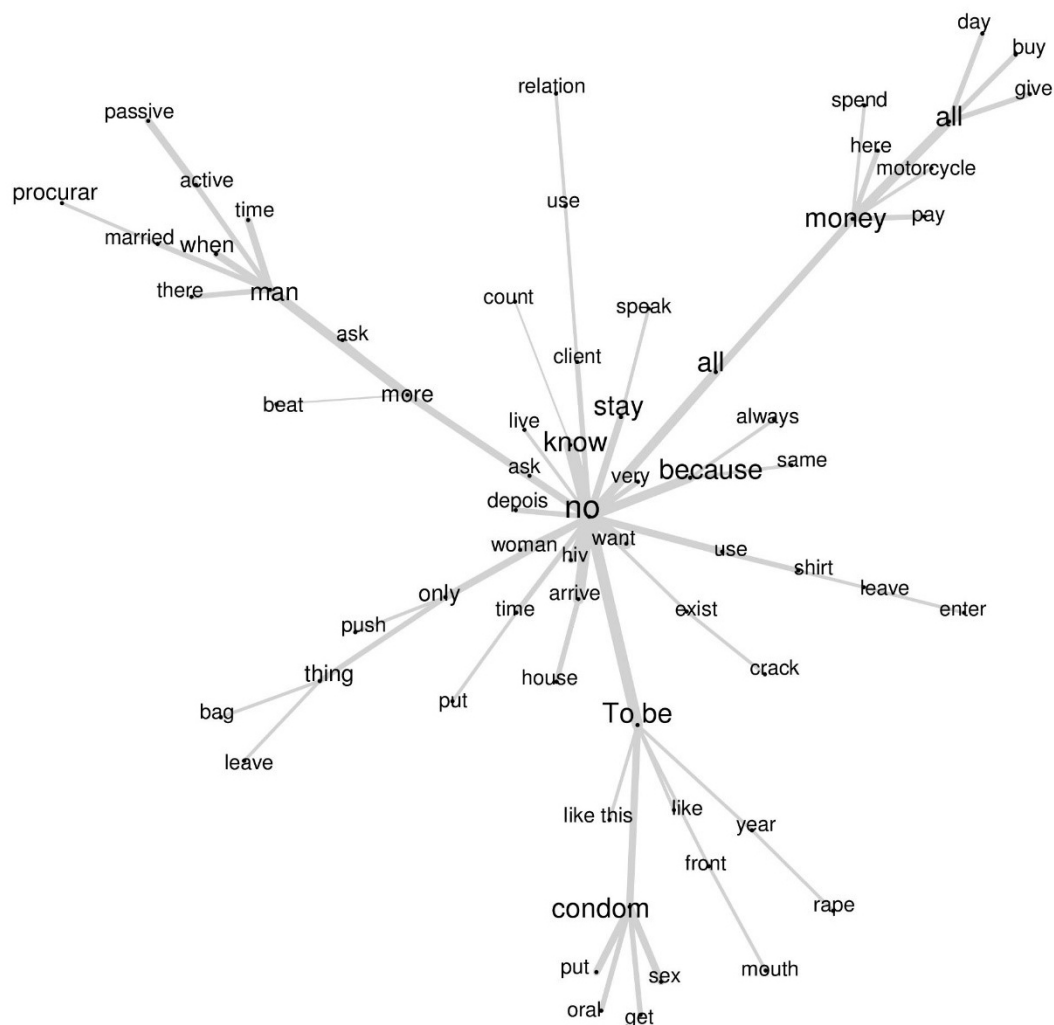 day
buy
relation
give
spend
passive
all
here
motorcycle
active
procurar
use
time
money
pay
married
when
there
man
count
speak
ask
client
all
beat
more
stay
live
always
know
ask
very
because
same
depois
no
woman
hiv
want
use
shirt
only
time
arrive
exist
leave
enter
push
thing
house
crack
bag
put
To be
leave
like this
like
year
front
condom
rape
put
sex
mouth
oral
get